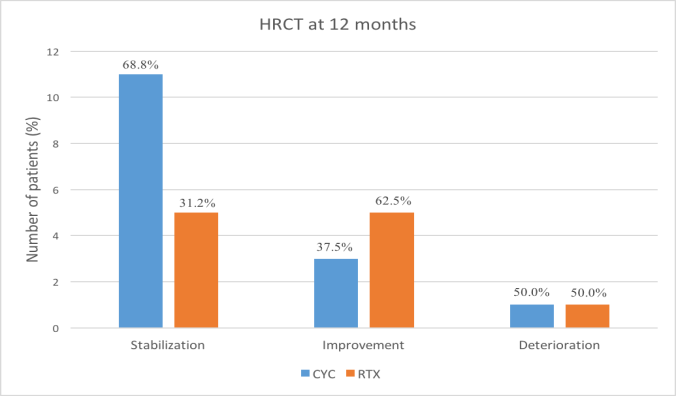 HRCT at 12 months
Number of patients (%)
12
10
8
6
4
2
0
68.8%
31.2%
37.5%
62.5%
50.0%
50.0%
Stabilization
Improvement
Deterioration
CYC
RTX